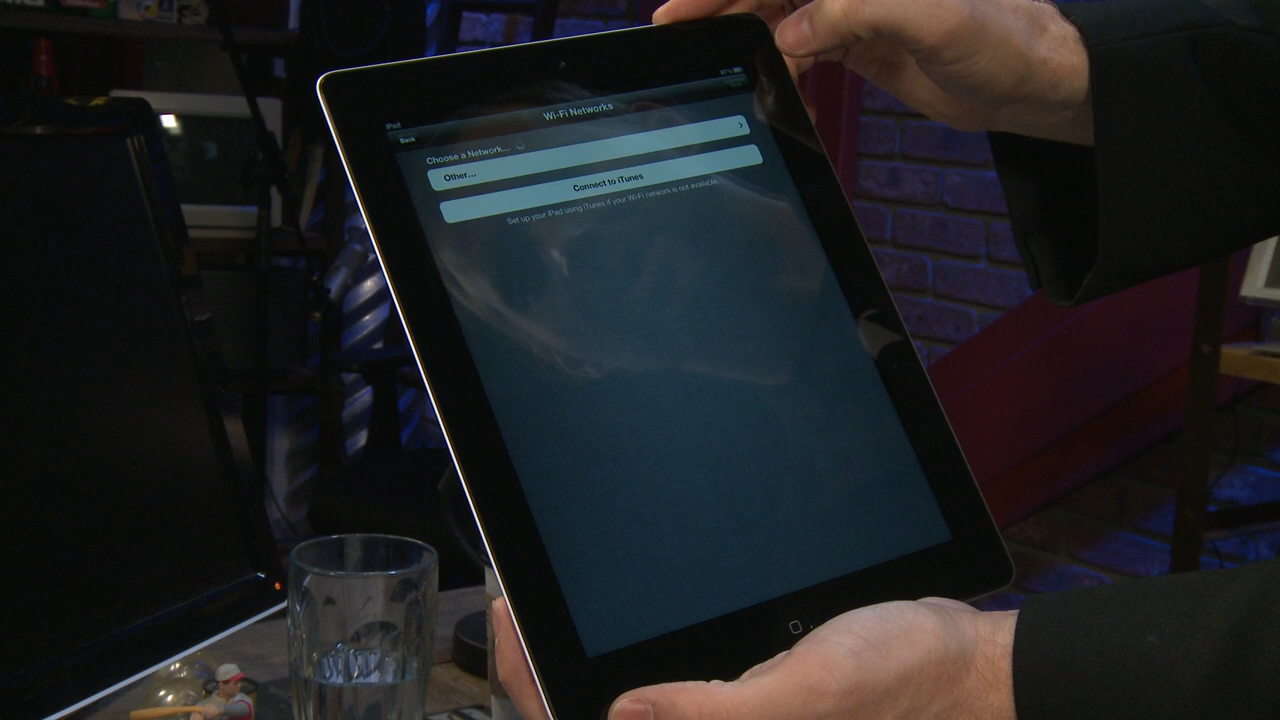 iPad 87%
Back Wi-Fi Networks
Choose a Network...
Other...
Connect to iTunes
Set up your iPad using iTunes if your Wi-Fi network is not available.